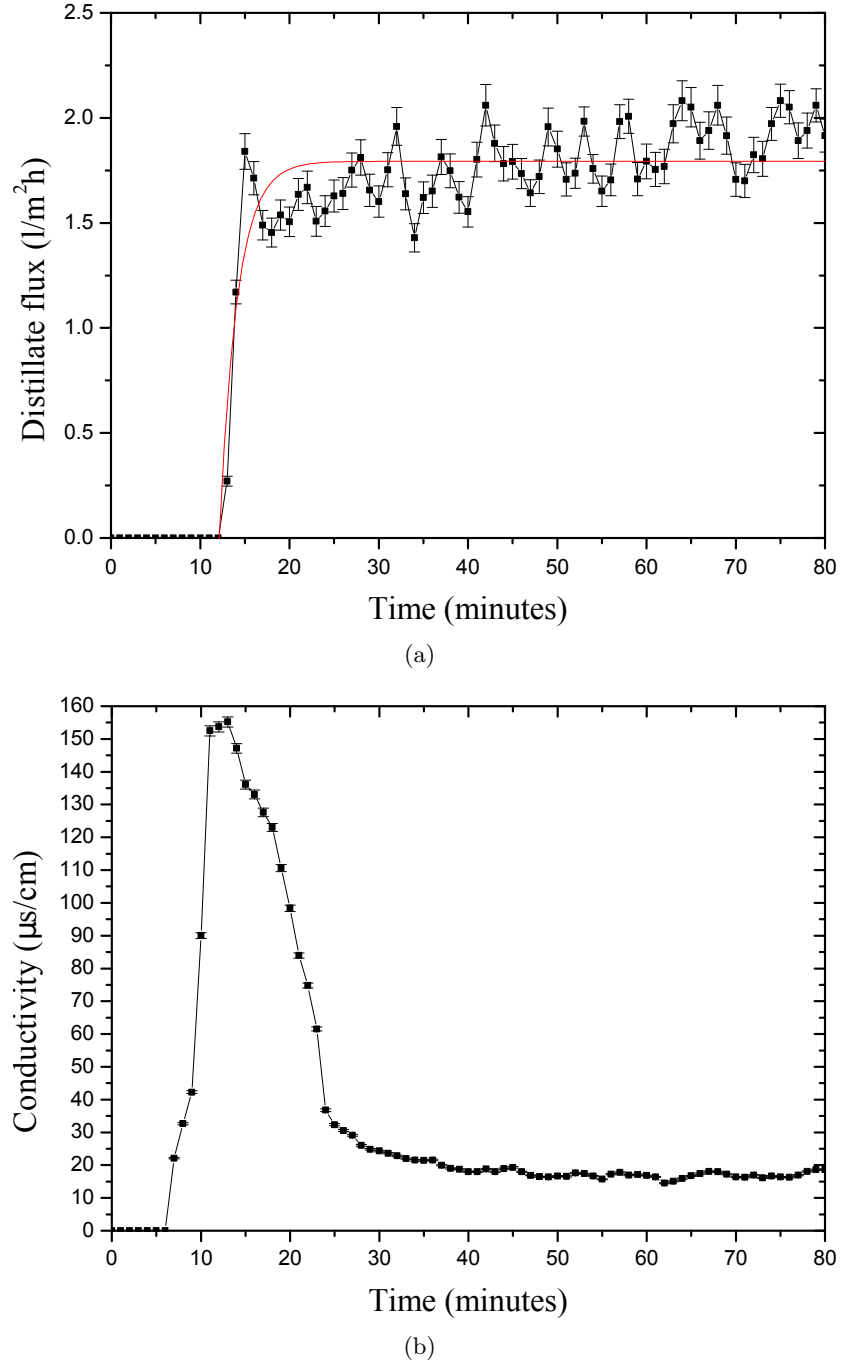 2.5
2.0
1.5
1.0
0.5
0.0
Distillate flux (l/m²h)
0 10 20 30 40 50 60 70 80
Time (minutes)
(a)
160
150
140
130
120
110
100
90
80
70
60
50
40
30
20
10
0
Conductivity (µs/cm)
0 10 20 30 40 50 60 70 80
Time (minutes)
(b)